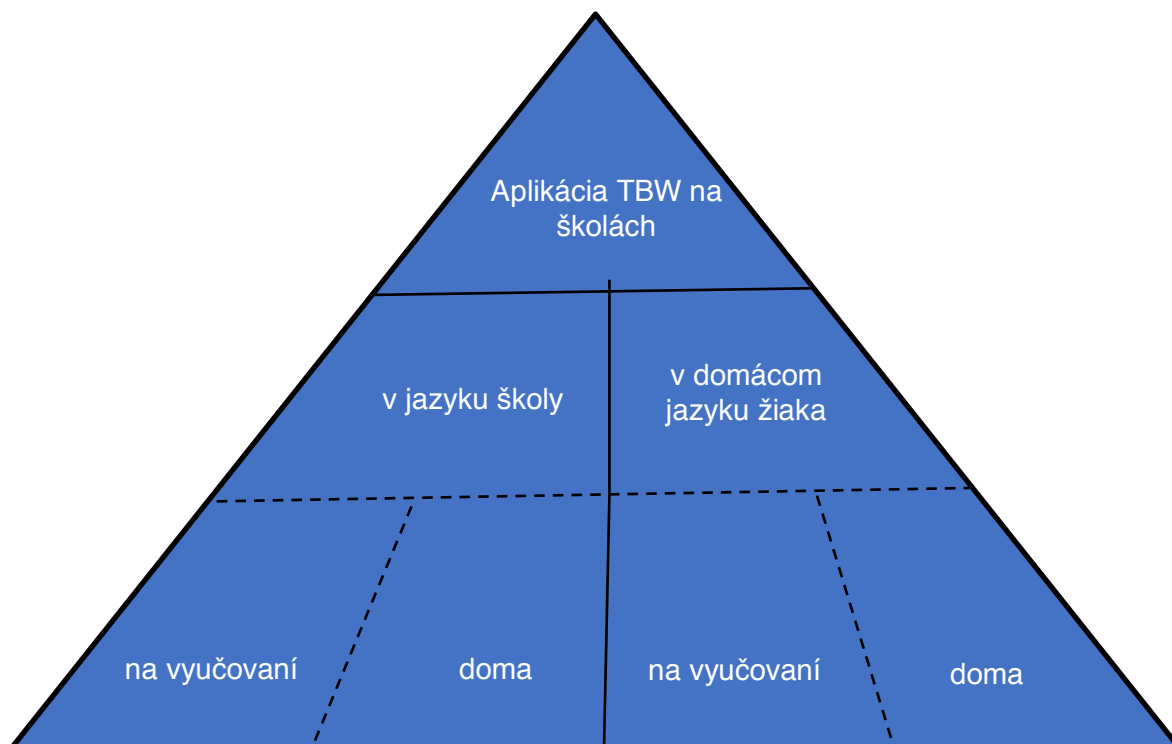 Aplikácia TBW na
školách
v jazyku školy
v domácom
jazyku žiaka
na vyučovaní
doma
na vyučovaní
doma